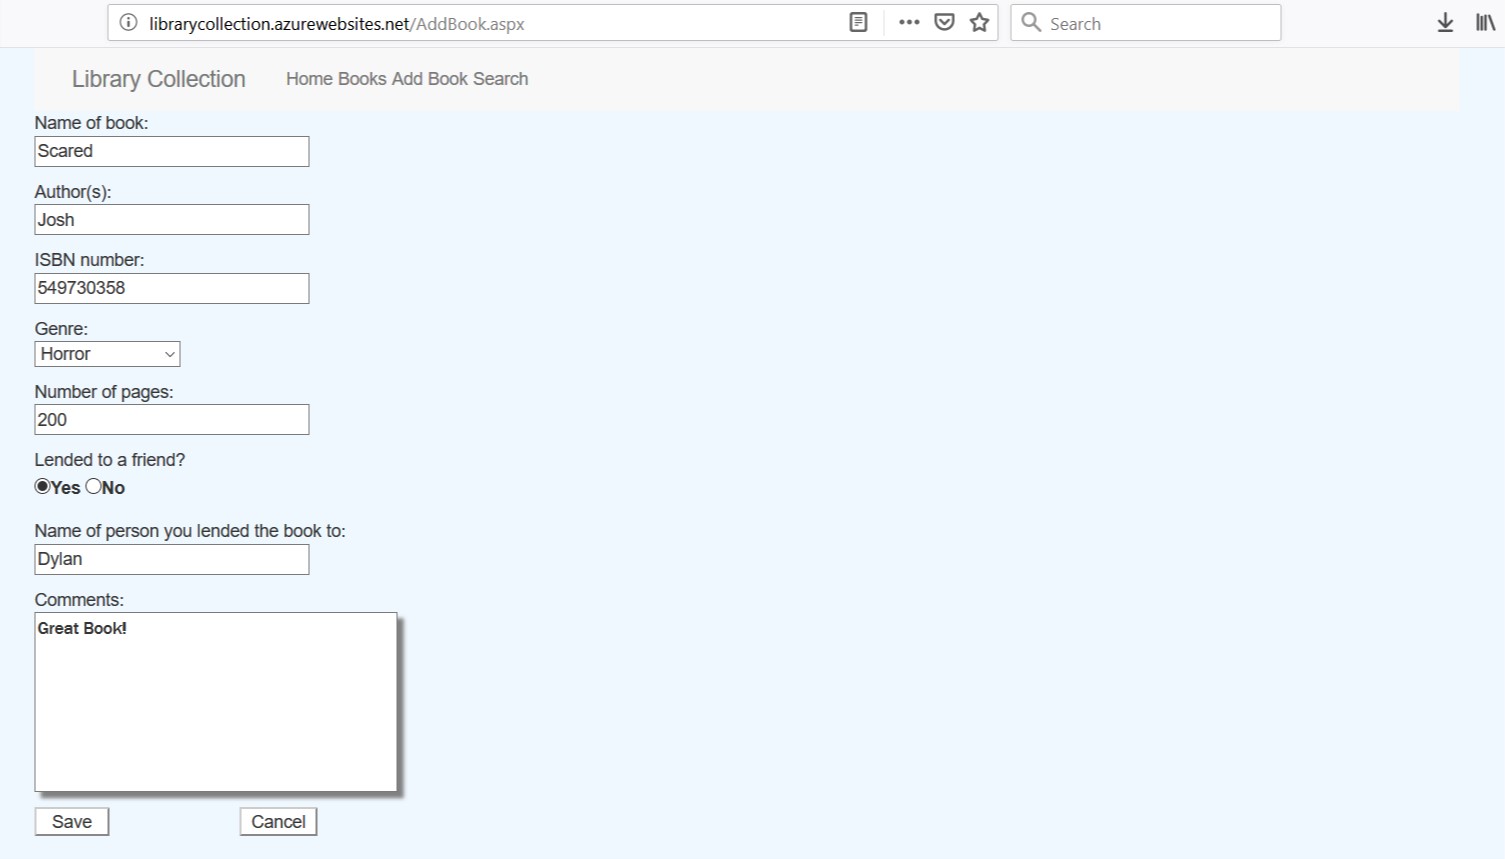 librarycollection.azurewebsites.net/AddBook.aspx
Search
Library Collection Home Books Add Book Search
Name of book:
Scared
Author(s):
Josh
ISBN number:
549730358
Genre:
Horror
Number of pages:
200
Lended to a friend?
Yes No
Name of person you lended the book to:
Dylan
Comments:
Great Book!
Save Cancel